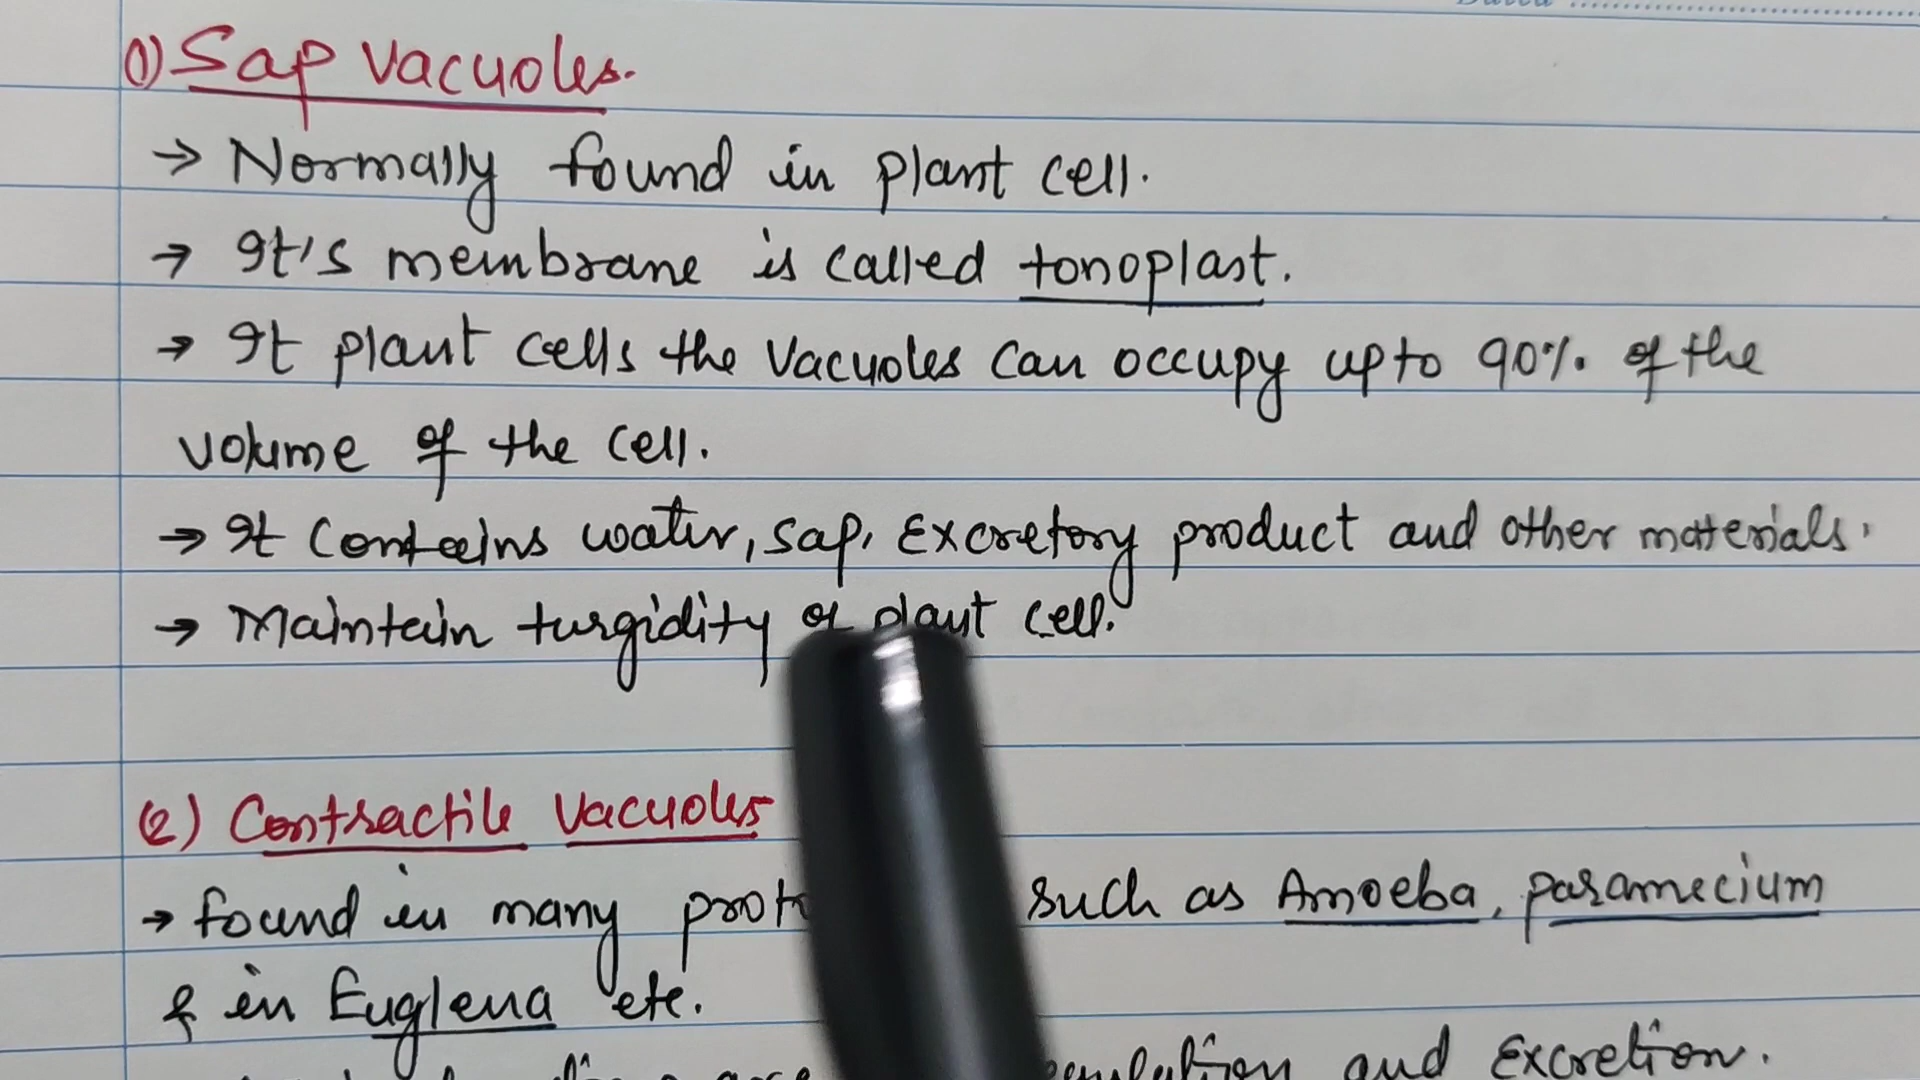 1) Sap Vacuoles.
→ Normally found in plant cell.
→ It's membrane is called tonoplast.
→ It plant cells the Vacuoles can occupy upto 90% of the
volume of the cell.
→ It contains water, sap, Excretory product and other materials.
→ Maintain turgidity of plant cell.
(2) Contractile Vacuoles
→ found in many such as Amoeba, paramecium
& in Euglena etc.
and Excretion.